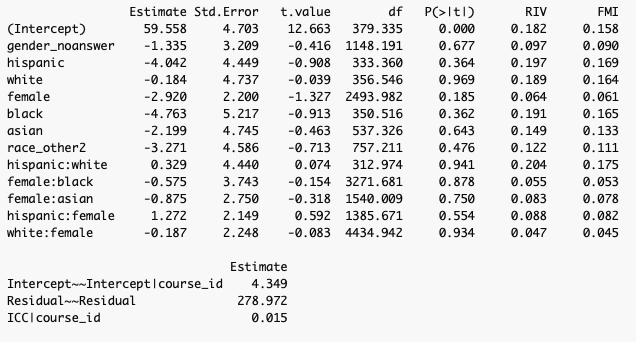 Estimate Std.Error t.value df P(>|t|) RIV FMI
(Intercept) 59.558 4.703 12.663 379.335 0.000 0.182 0.158
gender_noanswer -1.335 3.209 -0.416 1148.191 0.677 0.097 0.090
hispanic -4.042 4.449 -0.908 333.360 0.364 0.197 0.169
white -0.184 4.737 -0.039 356.546 0.969 0.189 0.164
female -2.920 2.200 -1.327 2493.982 0.185 0.064 0.061
black -4.763 5.217 -0.913 350.516 0.362 0.191 0.165
asian -2.199 4.745 -0.463 537.326 0.643 0.149 0.133
race_other2 -3.271 4.586 -0.713 757.211 0.476 0.122 0.111
hispanic:white 0.329 4.440 0.074 312.974 0.941 0.204 0.175
female:black -0.575 3.743 -0.154 3271.681 0.878 0.055 0.053
female:asian -0.875 2.750 -0.318 1540.009 0.750 0.083 0.078
hispanic:female 1.272 2.149 0.592 1385.671 0.554 0.088 0.082
white:female -0.187 2.248 -0.083 4434.942 0.934 0.047 0.045
Estimate
Intercept~~Intercept|course_id 4.349
Residual~~Residual 278.972
ICC|course_id 0.015